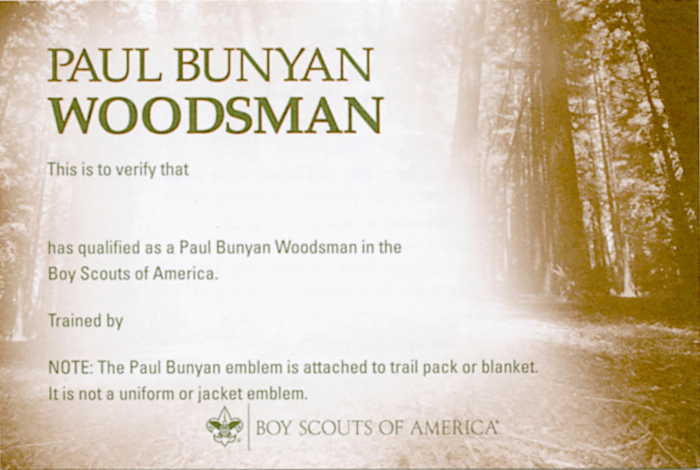 PAUL BUNYAN
WOODSMAN
This is to verify that
has qualified as a Paul Bunyan Woodsman in the
Boy Scouts of America.
Trained by
NOTE: The Paul Bunyan emblem is attached to trail pack or blanket.
It is not a uniform or jacket emblem.
BOY SCOUTS OF AMERICA®